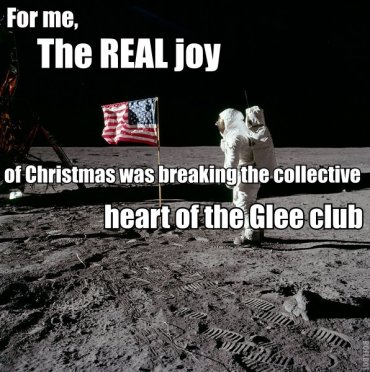 For me,
The REAL joy
of Christmas was breaking the collective
heart of the Glee club